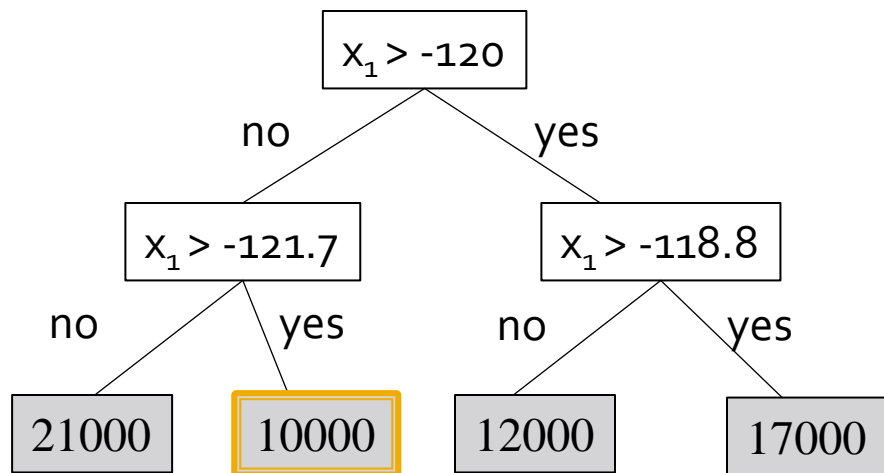 x₁ > -120
no
yes
x₁ > -121.7
x₁ > -118.8
no
yes
no
yes
21000
10000
12000
17000